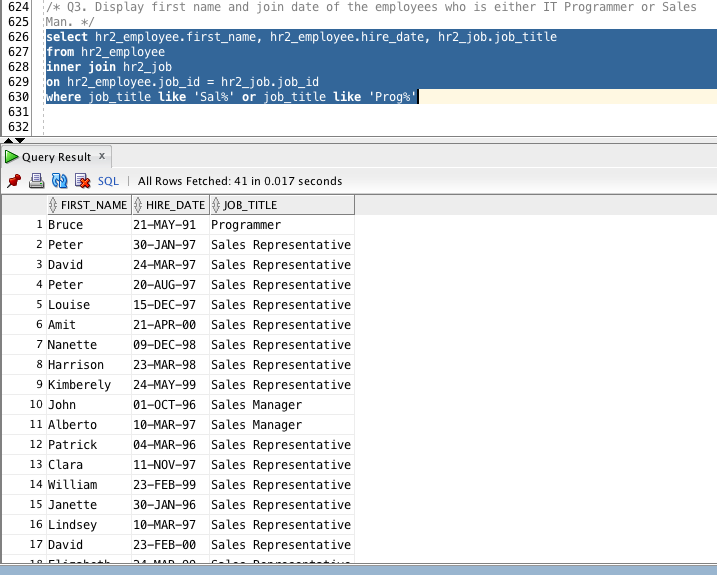 624 /* Q3. Display first name and join date of the employees who is either IT Programmer or Sales
625 Man. */
626 select hr2_employee.first_name, hr2_employee.hire_date, hr2_job.job_title
627 from hr2_employee
628 inner join hr2_job
629 on hr2_employee.job_id = hr2_job.job_id
630 where job_title like 'Sal%' or job_title like 'Prog%'
631
632
Query Result x
SQL | All Rows Fetched: 41 in 0.017 seconds
FIRST_NAME HIRE_DATE JOB_TITLE
1 Bruce 21-MAY-91 Programmer
2 Peter 30-JAN-97 Sales Representative
3 David 24-MAR-97 Sales Representative
4 Peter 20-AUG-97 Sales Representative
5 Louise 15-DEC-97 Sales Representative
6 Amit 21-APR-00 Sales Representative
7 Nanette 09-DEC-98 Sales Representative
8 Harrison 23-MAR-98 Sales Representative
9 Kimberely 24-MAY-99 Sales Representative
10 John 01-OCT-96 Sales Manager
11 Alberto 10-MAR-97 Sales Manager
12 Patrick 04-MAR-96 Sales Representative
13 Clara 11-NOV-97 Sales Representative
14 William 23-FEB-99 Sales Representative
15 Janette 30-JAN-96 Sales Representative
16 Lindsey 10-MAR-97 Sales Representative
17 David 23-FEB-00 Sales Representative
18 Elizabeth 24-MAR-99 Sales Representative